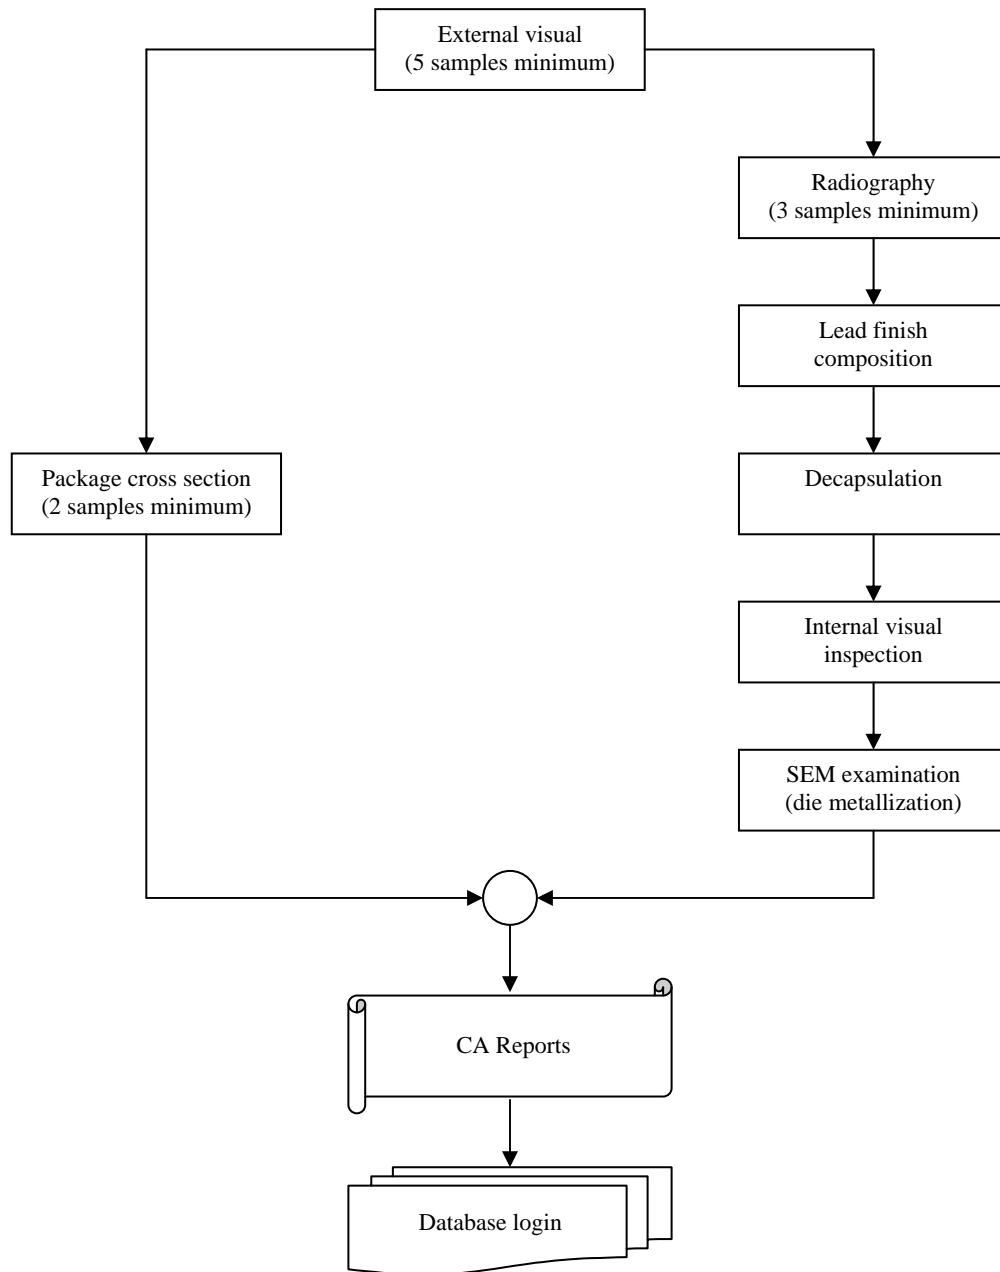 External visual
(5 samples minimum)
Radiography
(3 samples minimum)
Lead finish
composition
Package cross section
(2 samples minimum)
Decapsulation
Internal visual
inspection
SEM examination
(die metallization)
CA Reports
Database login